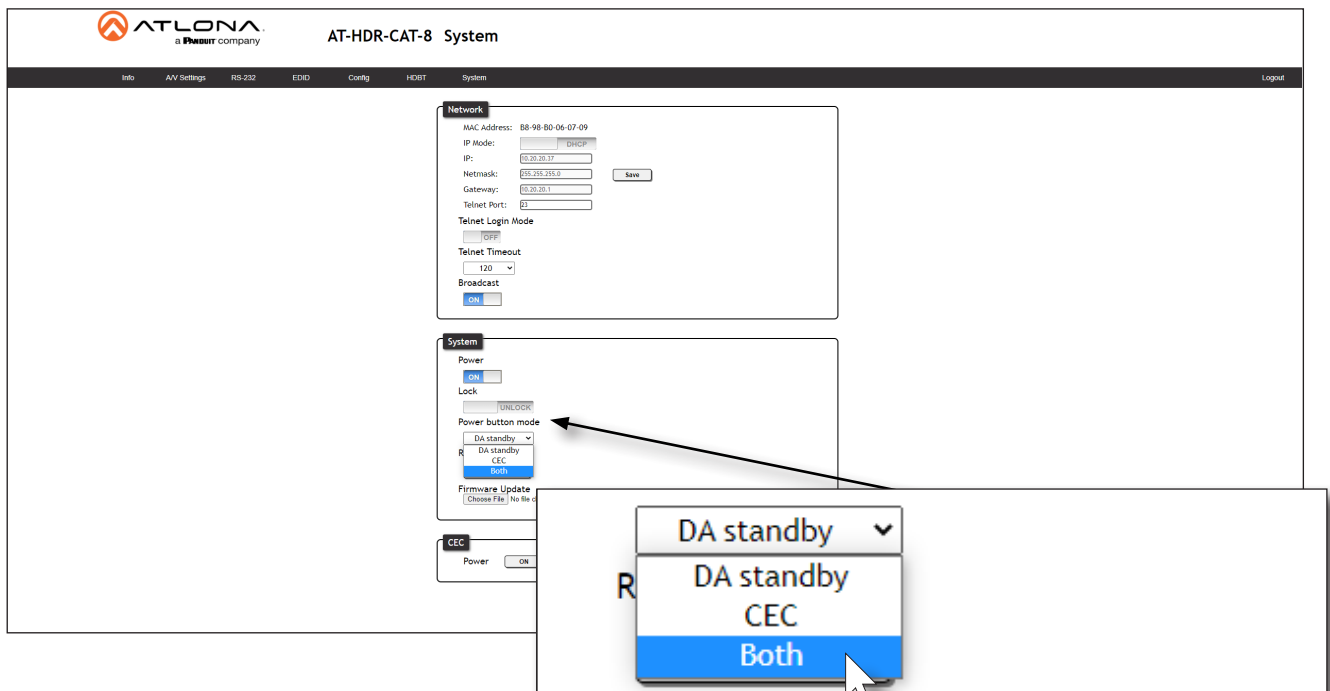 ATLONA.
a PANDUIT company
AT-HDR-CAT-8 System
Info A/V Settings RS-232 EDID Config HDBT System Logout
Network
MAC Address: B8-98-B0-06-07-09
IP Mode: DHCP
IP: 10.20.20.37
Netmask: 255.255.255.0 Save
Gateway: 10.20.20.1
Telnet Port: 23
Telnet Login Mode
OFF
Telnet Timeout
120
Broadcast
ON
System
Power
ON
Lock
UNLOCK
Power button mode
DA standby
R DA standby
CEC
Both
Firmware Update
Choose File No file c
CEC
Power ON
DA standby
R DA standby
CEC
Both